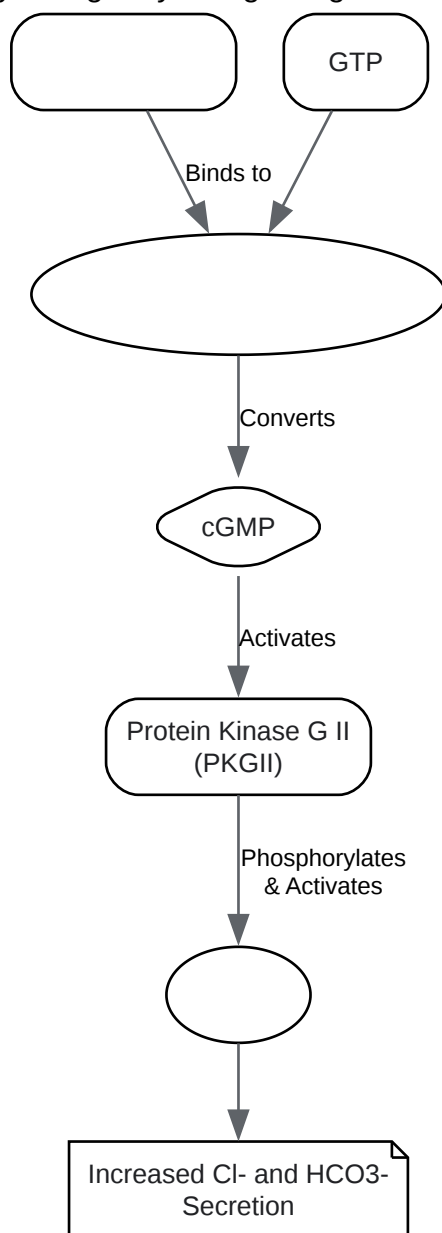 GTP
Binds to
Converts
cGMP
Activates
Protein Kinase G II
(PKGII)
Phosphorylates
& Activates
Increased Cl- and HCO3-
Secretion